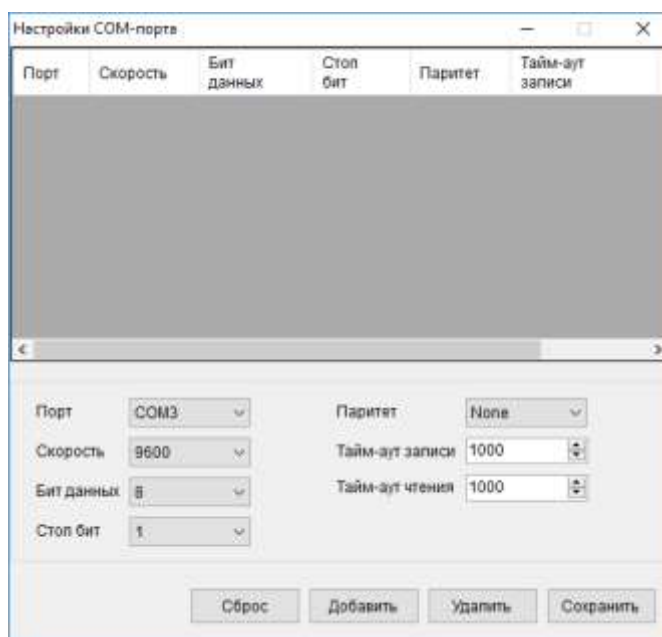 Настройки COM-порта
Порт Скорость Бит данных Стоп бит Паритет Тайм-аут записи
Порт COM3 Паритет None
Скорость 9600 Тайм-аут записи 1000
Бит данных 8 Тайм-аут чтения 1000
Стоп бит 1
Сброс Добавить Удалить Сохранить